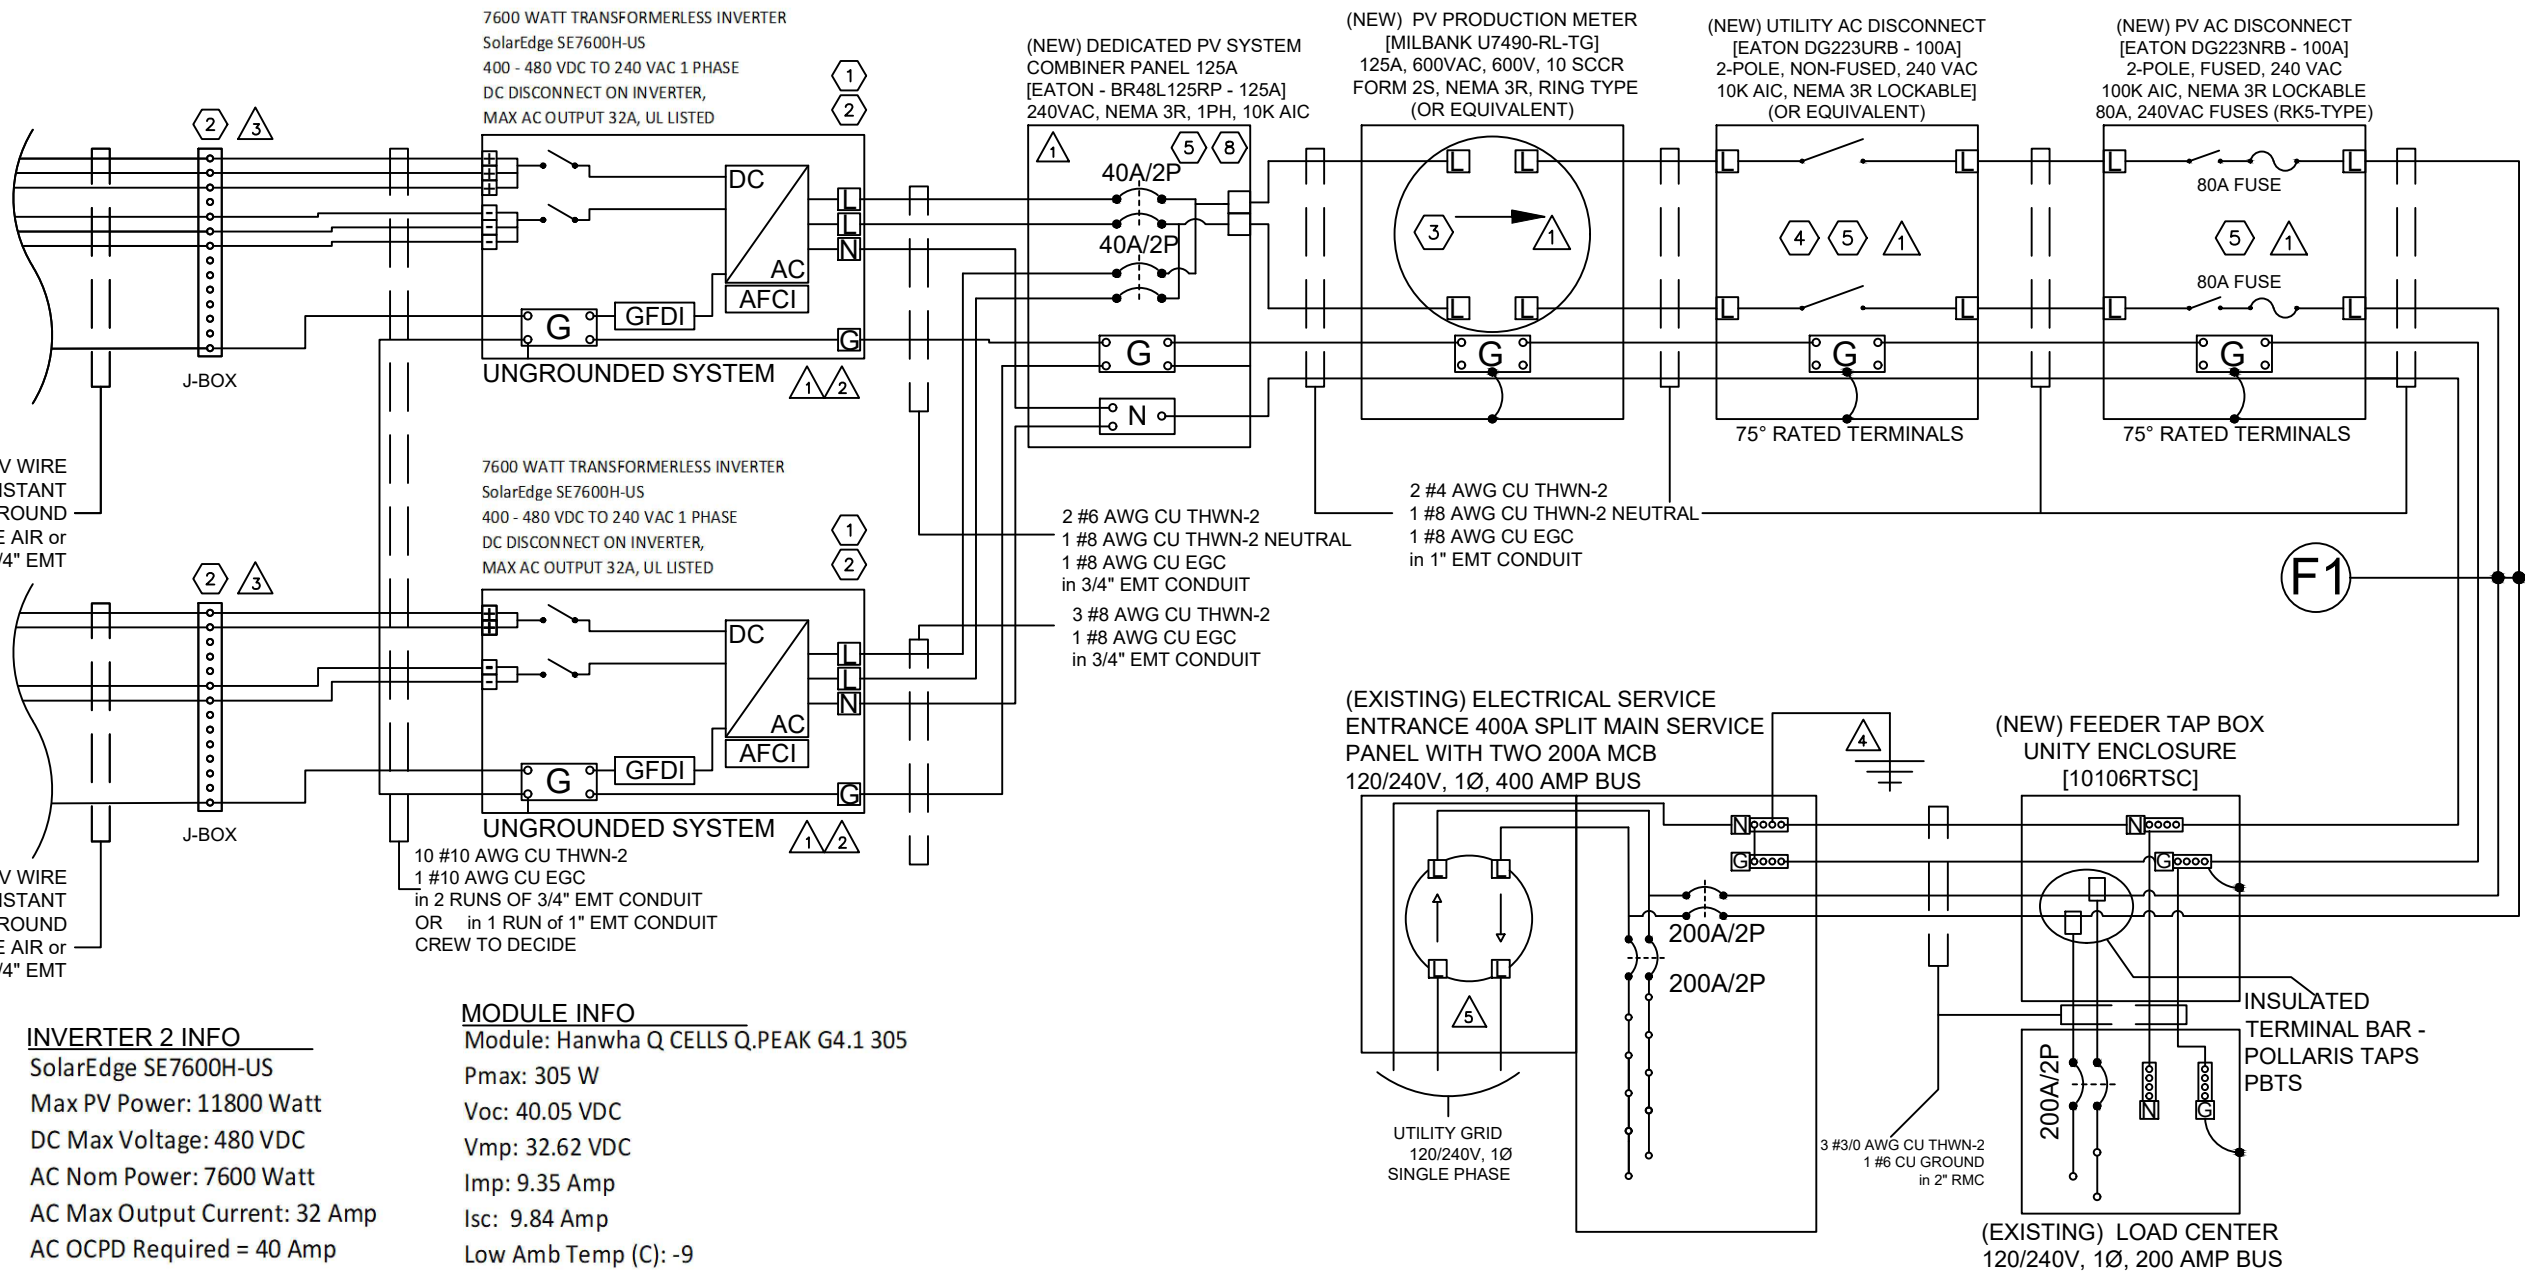 7600 WATT TRANSFORMERLESS INVERTER
SolarEdge SE7600H-US
400 - 480 VDC TO 240 VAC 1 PHASE
DC DISCONNECT ON INVERTER,
MAX AC OUTPUT 32A, UL LISTED
1
2
(NEW) DEDICATED PV SYSTEM
COMBINER PANEL 125A
[EATON - BR48L125RP - 125A]
240VAC, NEMA 3R, 1PH, 10K AIC
(NEW) PV PRODUCTION METER
[MILBANK U7490-RL-TG]
125A, 600VAC, 600V, 10 SCCR
FORM 2S, NEMA 3R, RING TYPE
(OR EQUIVALENT)
(NEW) UTILITY AC DISCONNECT
[EATON DG223URB - 100A]
2-POLE, NON-FUSED, 240 VAC
10K AIC, NEMA 3R LOCKABLE]
(OR EQUIVALENT)
(NEW) PV AC DISCONNECT
[EATON DG223NRB - 100A]
2-POLE, FUSED, 240 VAC
100K AIC, NEMA 3R LOCKABLE
80A, 240VAC FUSES (RK5-TYPE)
2 3
J-BOX
+
+
+
-
-
-
DC
AC
AFCI
GFDI
G
L
L
N
G
UNGROUNDED SYSTEM
1 2
1
5 8
40A/2P
40A/2P
G
N
L L
3 1
L L
G
L L
4 5 1
L L
G
75° RATED TERMINALS
L L
80A FUSE
5 1
80A FUSE
L L
G
75° RATED TERMINALS
V WIRE
ISTANT
ROUND
E AIR or
/4" EMT
7600 WATT TRANSFORMERLESS INVERTER
SolarEdge SE7600H-US
400 - 480 VDC TO 240 VAC 1 PHASE
DC DISCONNECT ON INVERTER,
MAX AC OUTPUT 32A, UL LISTED
1
2
2 #6 AWG CU THWN-2
1 #8 AWG CU THWN-2 NEUTRAL
1 #8 AWG CU EGC
in 3/4" EMT CONDUIT
3 #8 AWG CU THWN-2
1 #8 AWG CU EGC
in 3/4" EMT CONDUIT
2 #4 AWG CU THWN-2
1 #8 AWG CU THWN-2 NEUTRAL
1 #8 AWG CU EGC
in 1" EMT CONDUIT
F1
2 3
J-BOX
+
+
-
-
DC
AC
AFCI
GFDI
G
L
L
N
G
UNGROUNDED SYSTEM
1 2
V WIRE
ISTANT
ROUND
E AIR or
/4" EMT
10 #10 AWG CU THWN-2
1 #10 AWG CU EGC
in 2 RUNS OF 3/4" EMT CONDUIT
OR in 1 RUN of 1" EMT CONDUIT
CREW TO DECIDE
(EXISTING) ELECTRICAL SERVICE
ENTRANCE 400A SPLIT MAIN SERVICE
PANEL WITH TWO 200A MCB
120/240V, 1Ø, 400 AMP BUS
4
N
G
L L
L L
5
200A/2P
200A/2P
UTILITY GRID
120/240V, 1Ø
SINGLE PHASE
(NEW) FEEDER TAP BOX
UNITY ENCLOSURE
[10106RTSC]
N
G
INSULATED
TERMINAL BAR -
POLLARIS TAPS
PBTS
3 #3/0 AWG CU THWN-2
1 #6 CU GROUND
in 2" RMC
200A/2P
N
G
(EXISTING) LOAD CENTER
120/240V, 1Ø, 200 AMP BUS
INVERTER 2 INFO
SolarEdge SE7600H-US
Max PV Power: 11800 Watt
DC Max Voltage: 480 VDC
AC Nom Power: 7600 Watt
AC Max Output Current: 32 Amp
AC OCPD Required = 40 Amp
MODULE INFO
Module: Hanwha Q CELLS Q.PEAK G4.1 305
Pmax: 305 W
Voc: 40.05 VDC
Vmp: 32.62 VDC
Imp: 9.35 Amp
Isc: 9.84 Amp
Low Amb Temp (C): -9